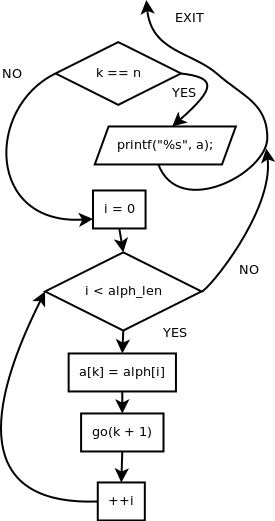 EXIT
NO
k == n
YES
printf("%s", a);
i = 0
i < alph_len
NO
YES
a[k] = alph[i]
go(k + 1)
++i